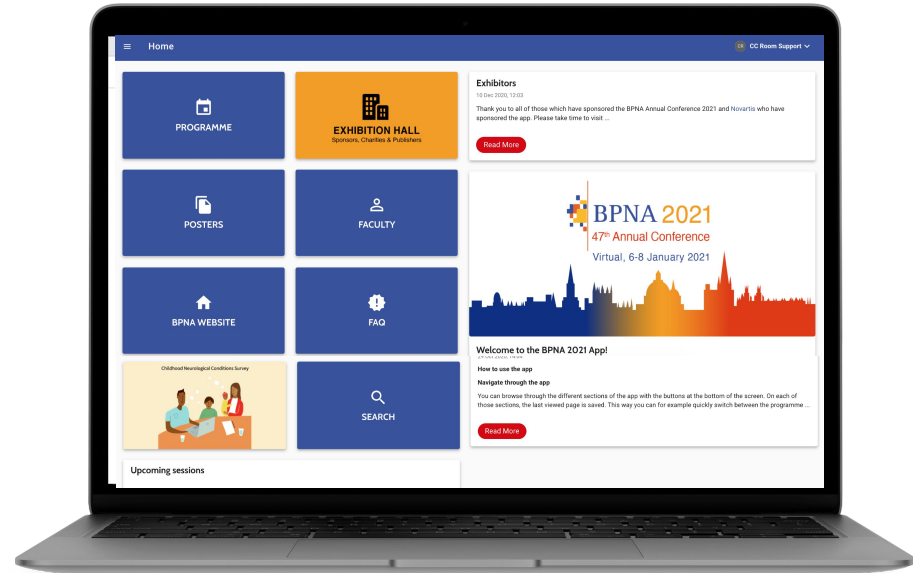 Home
CR CC Room Support
PROGRAMME
EXHIBITION HALL
Sponsors, Charities & Publishers
POSTERS
FACULTY
BPNA WEBSITE
FAQ
Childhood Neurological Conditions Survey
SEARCH
Upcoming sessions
Exhibitors
10 Dec 2020, 12:03
Thank you to all of those which have sponsored the BPNA Annual Conference 2021 and Novartis who have
sponsored the app. Please take time to visit ...
Read More
BPNA 2021
47th Annual Conference
Virtual, 6-8 January 2021
Welcome to the BPNA 2021 App!
How to use the app
Navigate through the app
You can browse through the different sections of the app with the buttons at the bottom of the screen. On each of
those sections, the last viewed page is saved. This way you can for example quickly switch between the programme ...
Read More